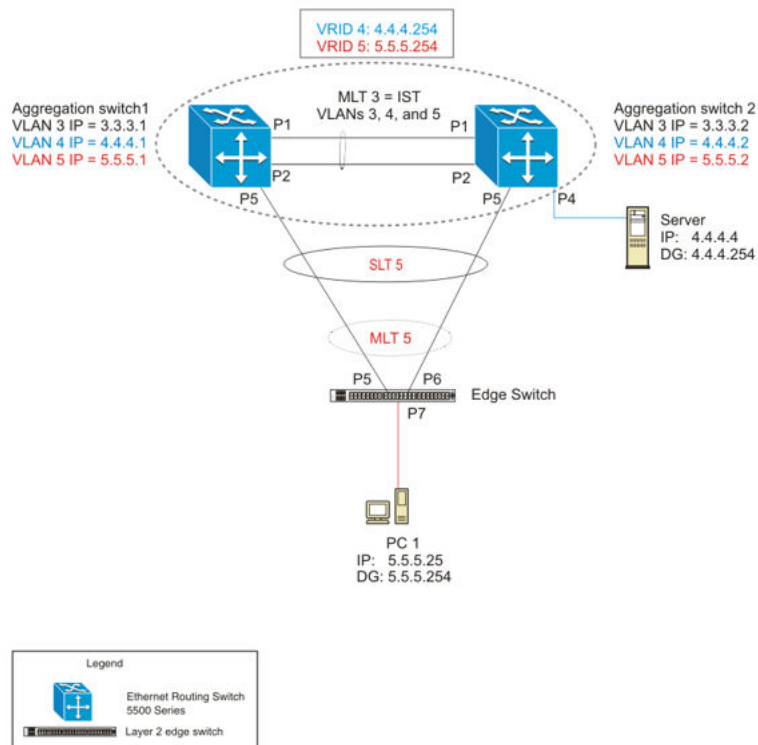 VRID 4: 4.4.4.254
VRID 5: 5.5.5.254
Aggregation switch1
VLAN 3 IP = 3.3.3.1
VLAN 4 IP = 4.4.4.1
VLAN 5 IP = 5.5.5.1
MLT 3 = IST
VLANs 3, 4, and 5
P1
P1
P2
P2
P5
P5
P4
Aggregation switch 2
VLAN 3 IP = 3.3.3.2
VLAN 4 IP = 4.4.4.2
VLAN 5 IP = 5.5.5.2
Server
IP: 4.4.4.4
DG: 4.4.4.254
SLT 5
MLT 5
P5
P6
Edge Switch
P7
PC 1
IP: 5.5.5.25
DG: 5.5.5.254
Legend
Ethernet Routing Switch
5500 Series
Layer 2 edge switch